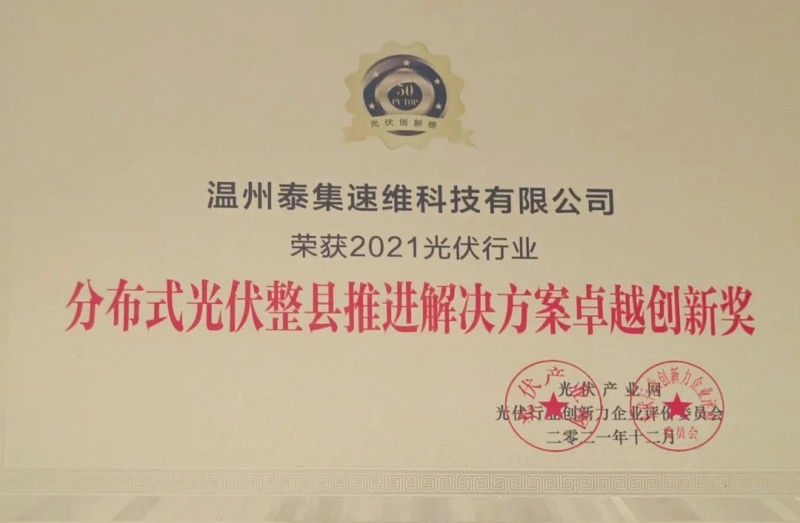 50
PV TOP
光伏创新榜
温州泰集速维科技有限公司
荣获2021光伏行业
分布式光伏整县推进解决方案卓越创新奖
光伏产业网
光伏行业创新力企业评价委员会
二零二一年十二月